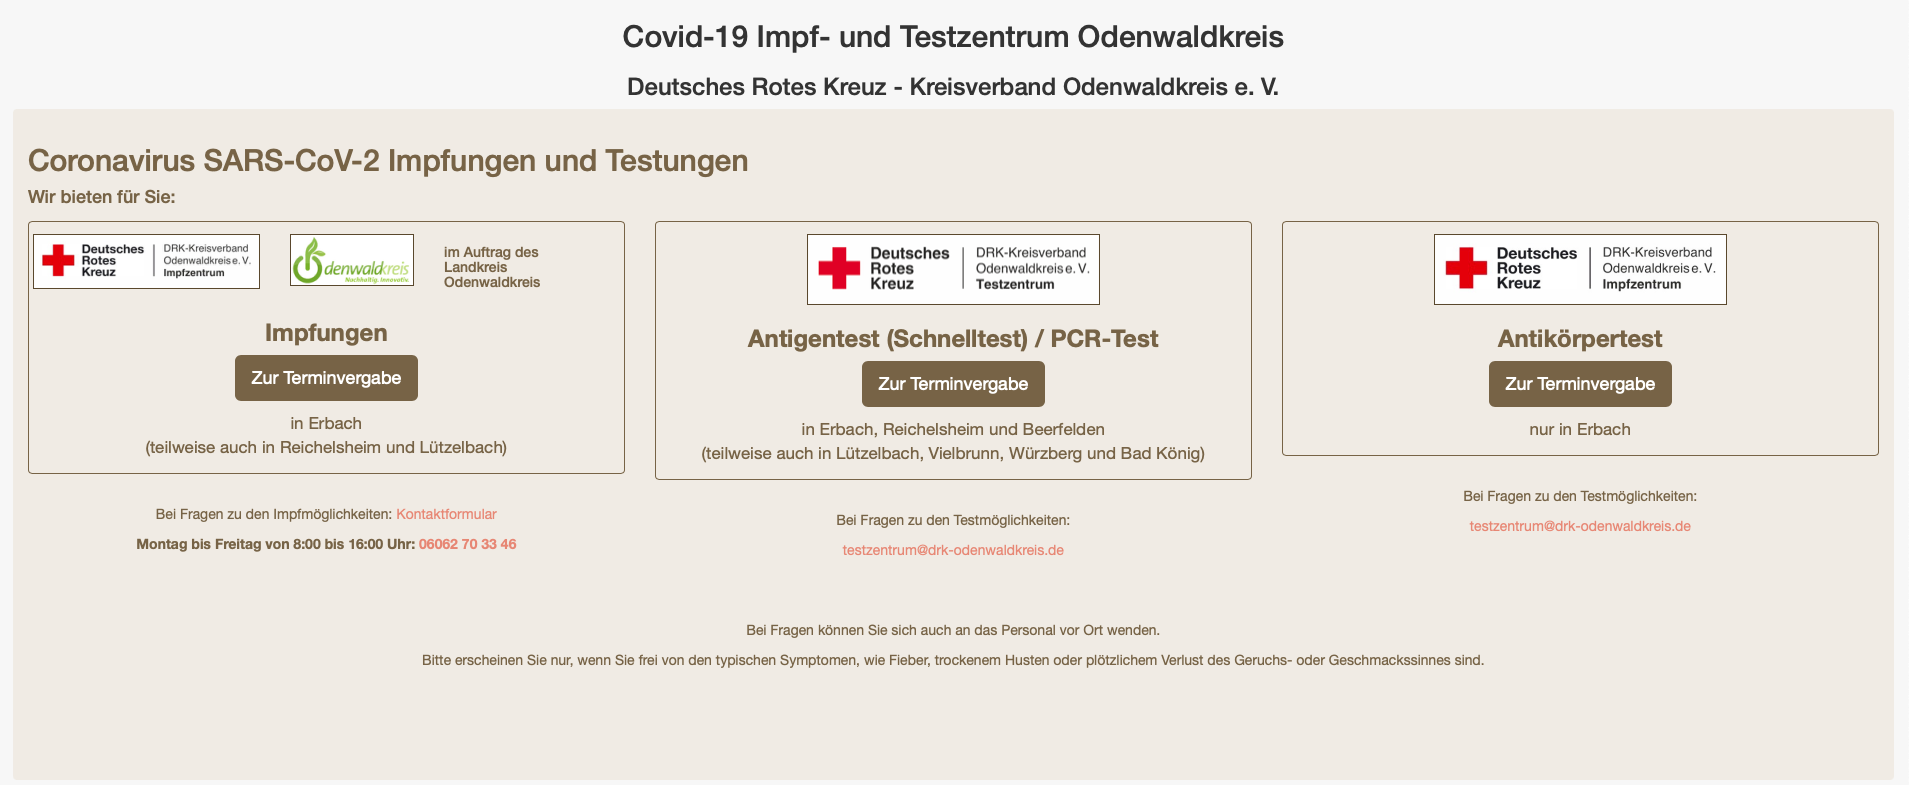 Covid-19 Impf- und Testzentrum Odenwaldkreis
Deutsches Rotes Kreuz - Kreisverband Odenwaldkreis e. V.
Coronavirus SARS-CoV-2 Impfungen und Testungen
Wir bieten für Sie:
Deutsches
Rotes
Kreuz
DRK-Kreisverband
Odenwaldkreis e. V.
Impfzentrum
Odenwaldkreis
Nachhaltig. Innovativ.
im Auftrag des
Landkreis
Odenwaldkreis
Impfungen
Zur Terminvergabe
in Erbach
(teilweise auch in Reichelsheim und Lützelbach)
Bei Fragen zu den Impfmöglichkeiten: Kontaktformular
Montag bis Freitag von 8:00 bis 16:00 Uhr: 06062 70 33 46
Deutsches
Rotes
Kreuz
DRK-Kreisverband
Odenwaldkreis e. V.
Testzentrum
Antigentest (Schnelltest) / PCR-Test
Zur Terminvergabe
in Erbach, Reichelsheim und Beerfelden
(teilweise auch in Lützelbach, Vielbrunn, Würzberg und Bad König)
Bei Fragen zu den Testmöglichkeiten:
testzentrum@drk-odenwaldkreis.de
Deutsches
Rotes
Kreuz
DRK-Kreisverband
Odenwaldkreis e. V.
Impfzentrum
Antikörpertest
Zur Terminvergabe
nur in Erbach
Bei Fragen zu den Testmöglichkeiten:
testzentrum@drk-odenwaldkreis.de
Bei Fragen können Sie sich auch an das Personal vor Ort wenden.
Bitte erscheinen Sie nur, wenn Sie frei von den typischen Symptomen, wie Fieber, trockenem Husten oder plötzlichem Verlust des Geruchs- oder Geschmackssinnes sind.